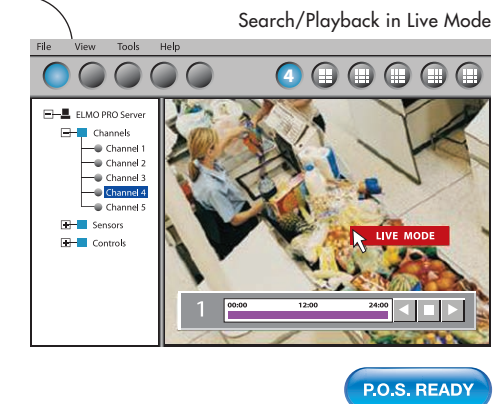 Search/Playback in Live Mode
File View Tools Help
4
ELMO PRO Server
Channels
Channel 1
Channel 2
Channel 3
Channel 4
Channel 5
Sensors
Controls
LIVE MODE
1 00:00 12:00 24:00
P.O.S. READY